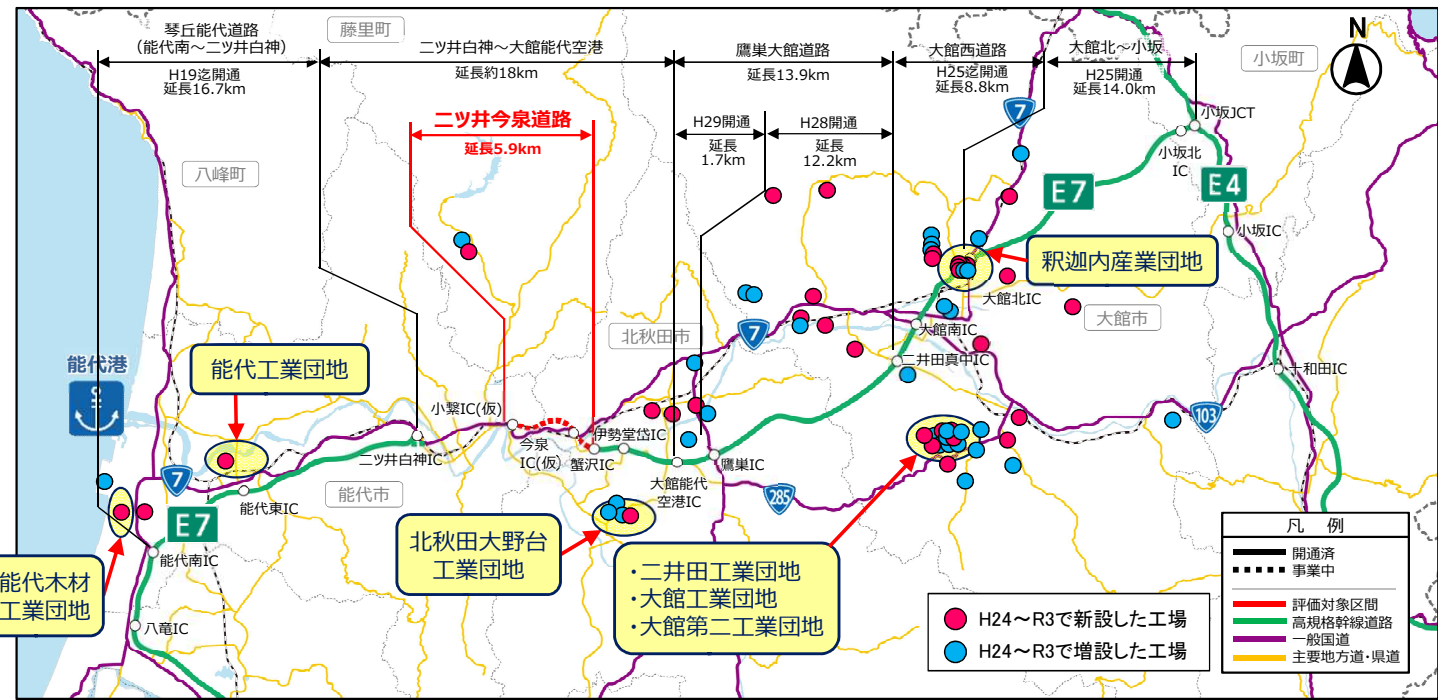 琴丘能代道路
(能代南～二ツ井白神)
H19迄開通
延長16.7km
藤里町
二ツ井白神～大館能代空港
延長約18km
鷹巣大館道路
延長13.9km
大館西道路
H25迄開通
延長8.8km
大館北～小坂
H25開通
延長14.0km
小坂町
N
二ツ井今泉道路
延長5.9km
H29開通
延長
1.7km
H28開通
延長
12.2km
7
小坂JCT
小坂北
IC
八峰町
E7
E4
小坂IC
釈迦内産業団地
大館北IC
大館市
北秋田市
7
大館南IC
二井田真中IC
十和田IC
能代港
能代工業団地
小繋IC(仮)
今泉
IC(仮)
伊勢堂岱IC
蟹沢IC
二ツ井白神IC
鷹巣IC
大館能代
空港IC
103
285
7
能代東IC
能代市
E7
能代南IC
能代木材
工業団地
八竜IC
北秋田大野台
工業団地
・二井田工業団地
・大館工業団地
・大館第二工業団地
H24～R3で新設した工場
H24～R3で増設した工場
凡 例
開通済
事業中
評価対象区間
高規格幹線道路
一般国道
主要地方道・県道